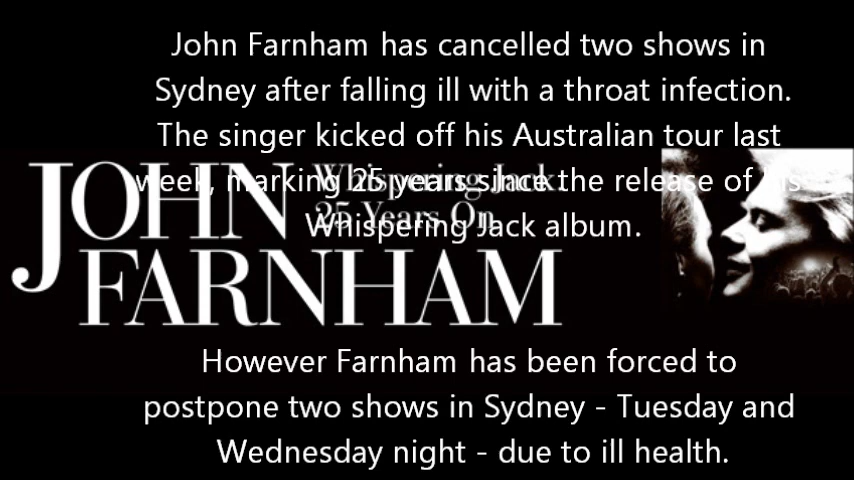 John Farnham has cancelled two shows in
Sydney after falling ill with a throat infection.
The singer kicked off his Australian tour last
week, marking 25 years since the release of his
Whispering Jack album.
JOHN
FARNHAM
Whispering Jack
25 Years On
However Farnham has been forced to
postpone two shows in Sydney - Tuesday and
Wednesday night - due to ill health.